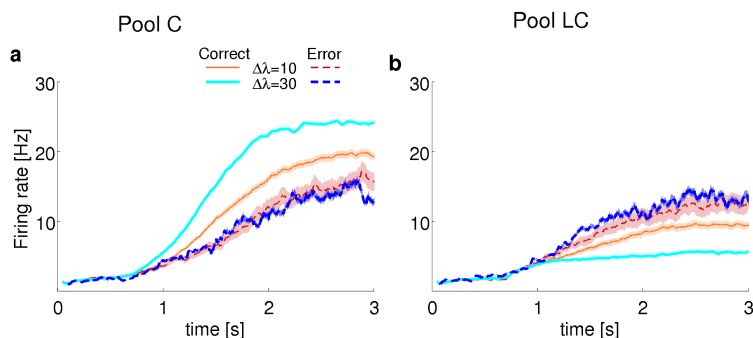 Pool C
Pool LC
a
b
Correct Error
Δλ=10
Δλ=30
Firing rate [Hz]
30
20
10
0 1 2 3
time [s]
30
20
10
0 1 2 3
time [s]